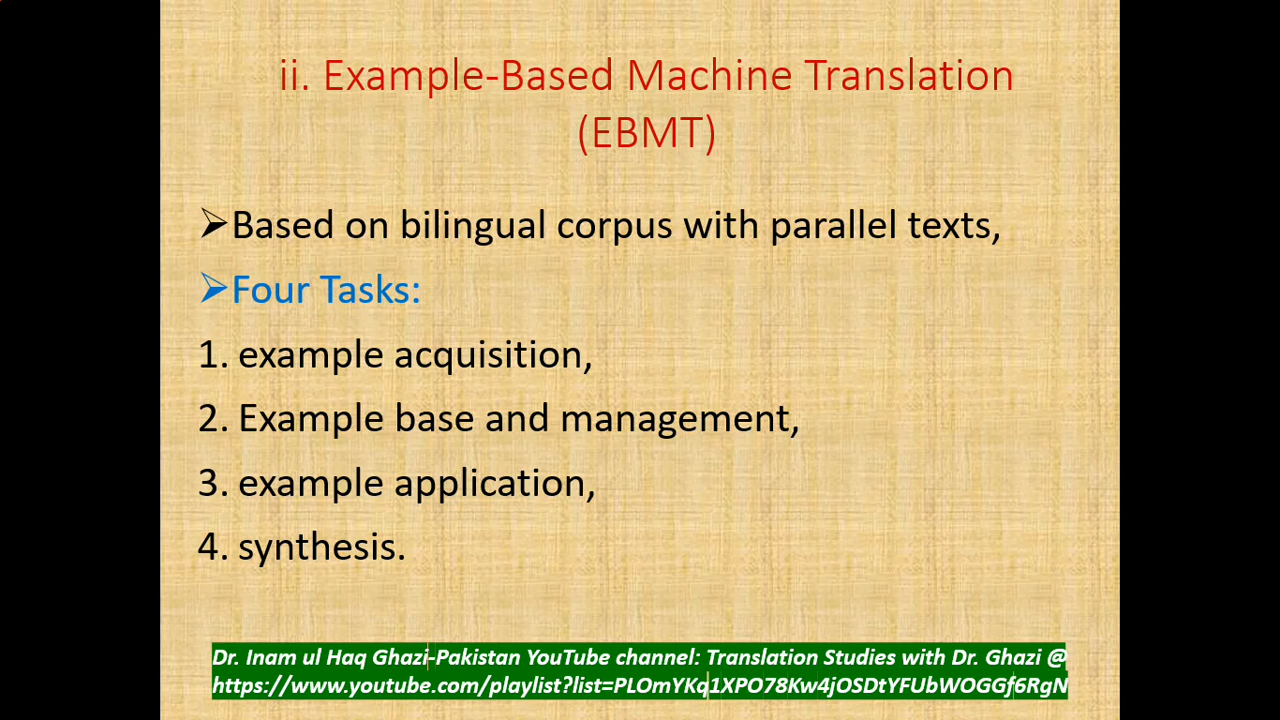 ii. Example-Based Machine Translation
(EBMT)
➢Based on bilingual corpus with parallel texts,
➢Four Tasks:
1. example acquisition,
2. Example base and management,
3. example application,
4. synthesis.
Dr. Inam ul Haq Ghazi-Pakistan YouTube channel: Translation Studies with Dr. Ghazi @
https://www.youtube.com/playlist?list=PLOmYKq1XPO78Kw4jOSDtYFUbWOGGf6RgN